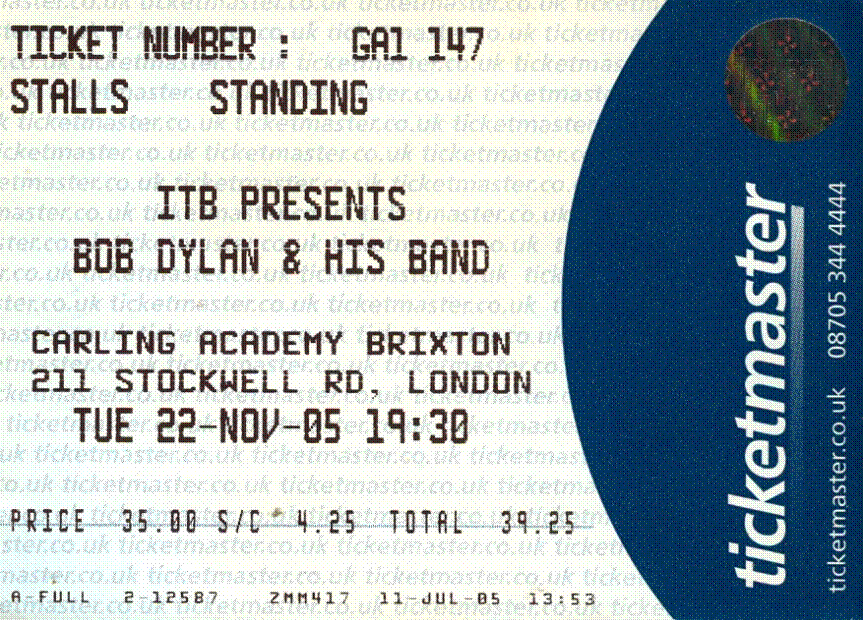 TICKET NUMBER : GA1 147
STALLS STANDING
ITB PRESENTS
BOB DYLAN & HIS BAND
CARLING ACADEMY BRIXTON
211 STOCKWELL RD, LONDON
TUE 22-NOV-05 19:30
PRICE 35.00 S/C 4.25 TOTAL 39.25
A-FULL 2-12587 ZMM417 11-JUL-05 13:53
ticketmaster
ticketmaster.co.uk 08705 344 4444